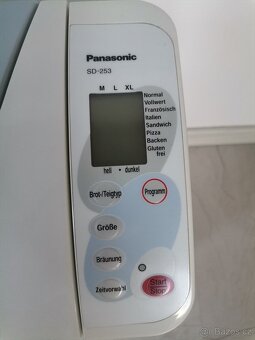 Panasonic
SD-253
M L XL
Normal
Vollwert
Französisch
Italien
Sandwich
Pizza
Backen
Gluten
frei
hell • dunkel
Brot-/Teigtyp
Programm
Größe
Bräunung
Zeitvorwahl
Start
Stop